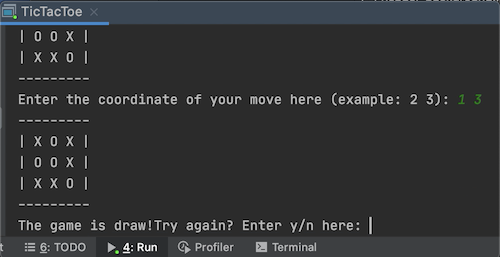 TicTacToe
| O O X |
| X X O |
---------
Enter the coordinate of your move here (example: 2 3): 1 3
---------
| X O X |
| O O X |
| X X O |
---------
The game is draw!Try again? Enter y/n here:
6: TODO 4: Run Profiler Terminal